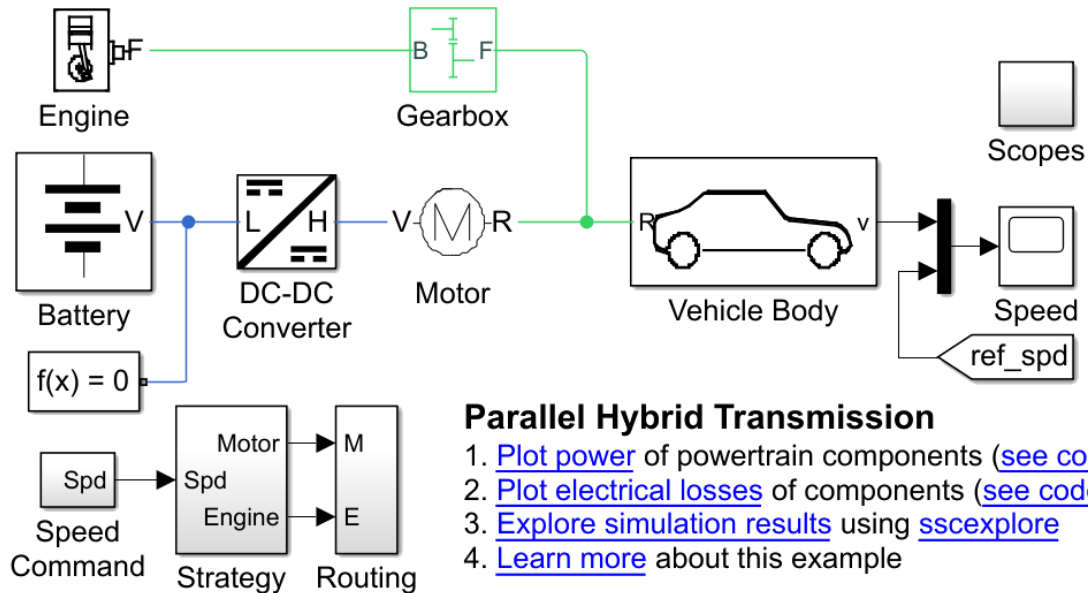 F
B
F
Engine
Gearbox
Scopes
V
L
H
V
M
R
R
v
Battery
DC-DC
Converter
Motor
Vehicle Body
Speed
f(x) = 0
ref_spd
Motor
M
Spd
Spd
Engine
E
Speed
Command
Strategy
Routing
Parallel Hybrid Transmission
1. Plot power of powertrain components (see co
2. Plot electrical losses of components (see code
3. Explore simulation results using sscexplore
4. Learn more about this example